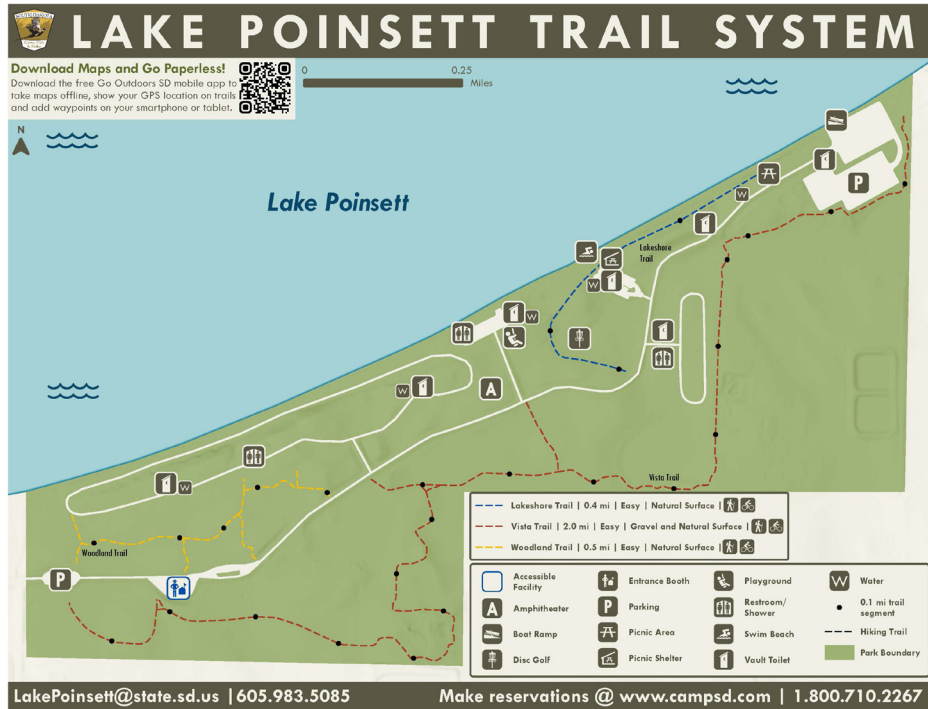 LAKE POINSETT TRAIL SYSTEM
Download Maps and Go Paperless!
Download the free Go Outdoors SD mobile app to
take maps offline, show your GPS location on trails
and add waypoints on your smartphone or tablet.
0 0.25
Miles
N
Lake Poinsett
P
W
Lakeshore
Trail
W
W
W
A
W
Vista Trail
Woodland Trail
P
Lakeshore Trail | 0.4 mi | Easy | Natural Surface |
Vista Trail | 2.0 mi | Easy | Gravel and Natural Surface |
Woodland Trail | 0.5 mi | Easy | Natural Surface |
Accessible
Facility
A Amphitheater
Boat Ramp
Disc Golf
Entrance Booth
P Parking
Picnic Area
Picnic Shelter
Playground
Restroom/
Shower
Swim Beach
Vault Toilet
W Water
0.1 mi trail
segment
Hiking Trail
Park Boundary
LakePoinsett@state.sd.us | 605.983.5085
Make reservations @ www.campsd.com | 1.800.710.2267